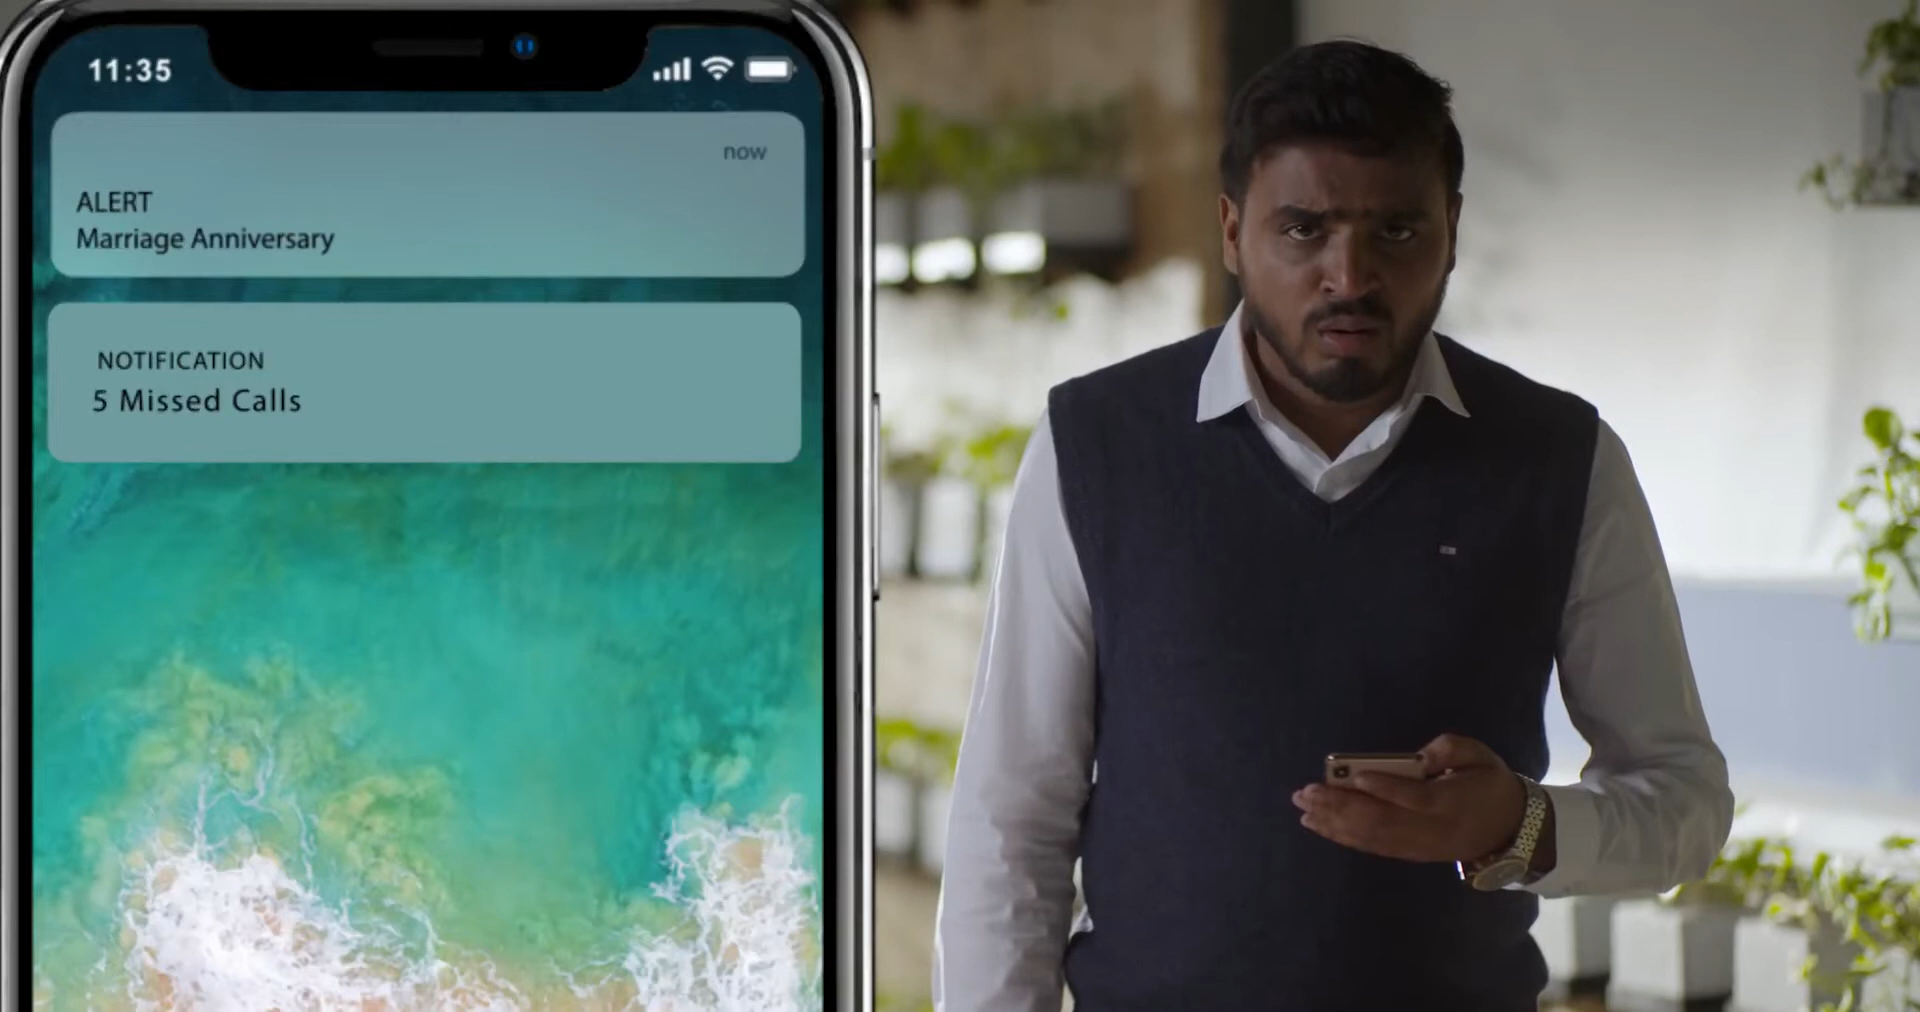 11:35
now
ALERT
Marriage Anniversary
NOTIFICATION
5 Missed Calls